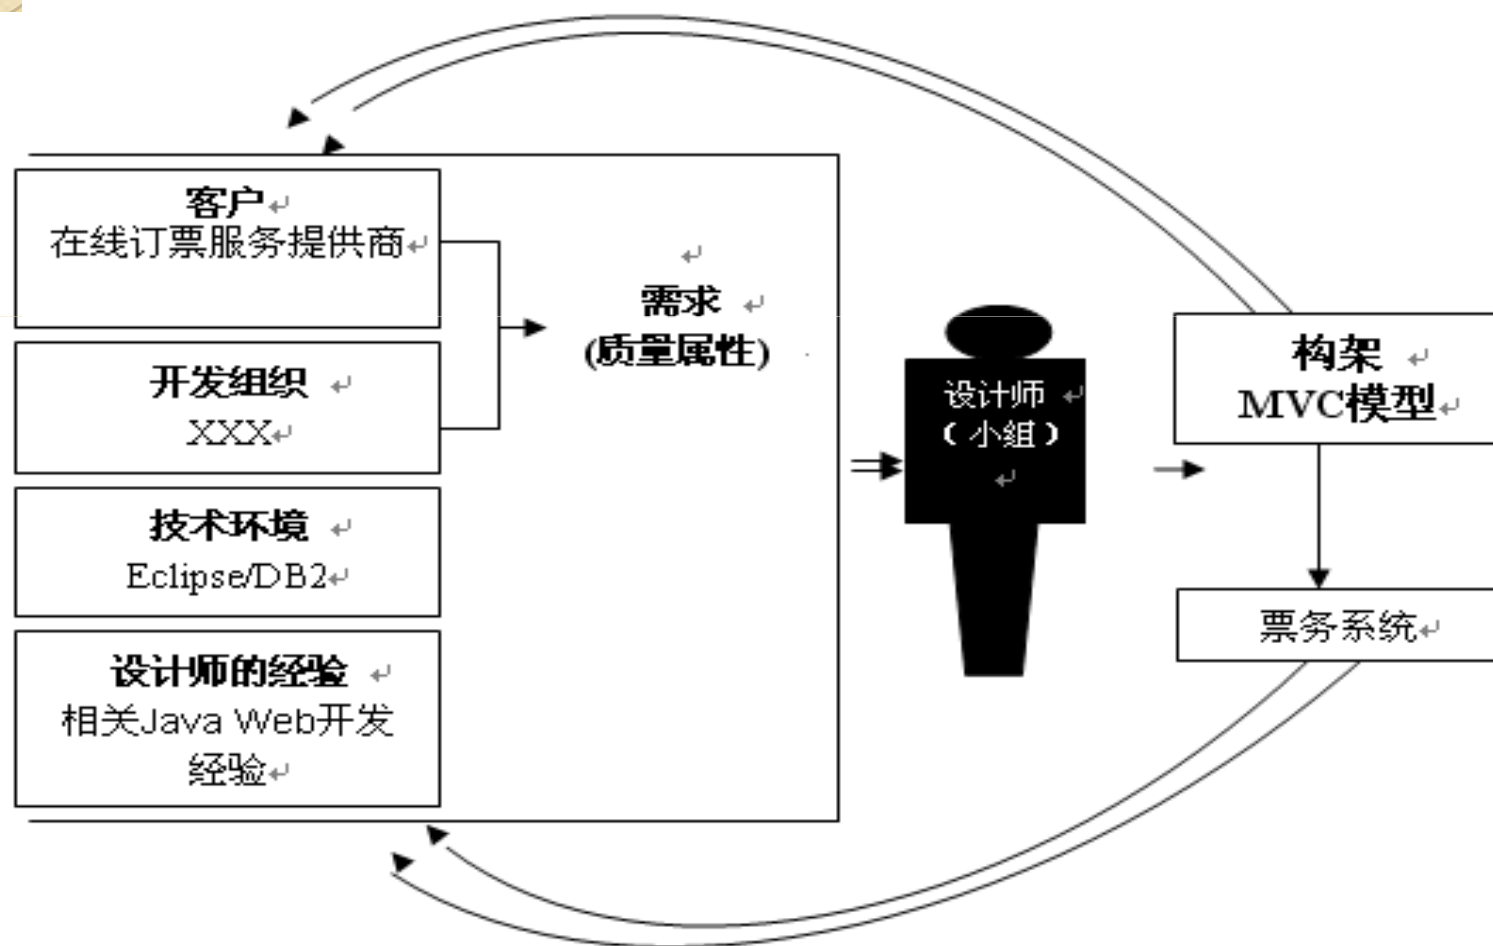 客户
在线订票服务提供商
需求
(质量属性)
开发组织
XXX
技术环境
Eclipse/DB2
设计师的经验
相关Java Web开发
经验
设计师
（小组）
构架
MVC模型
票务系统